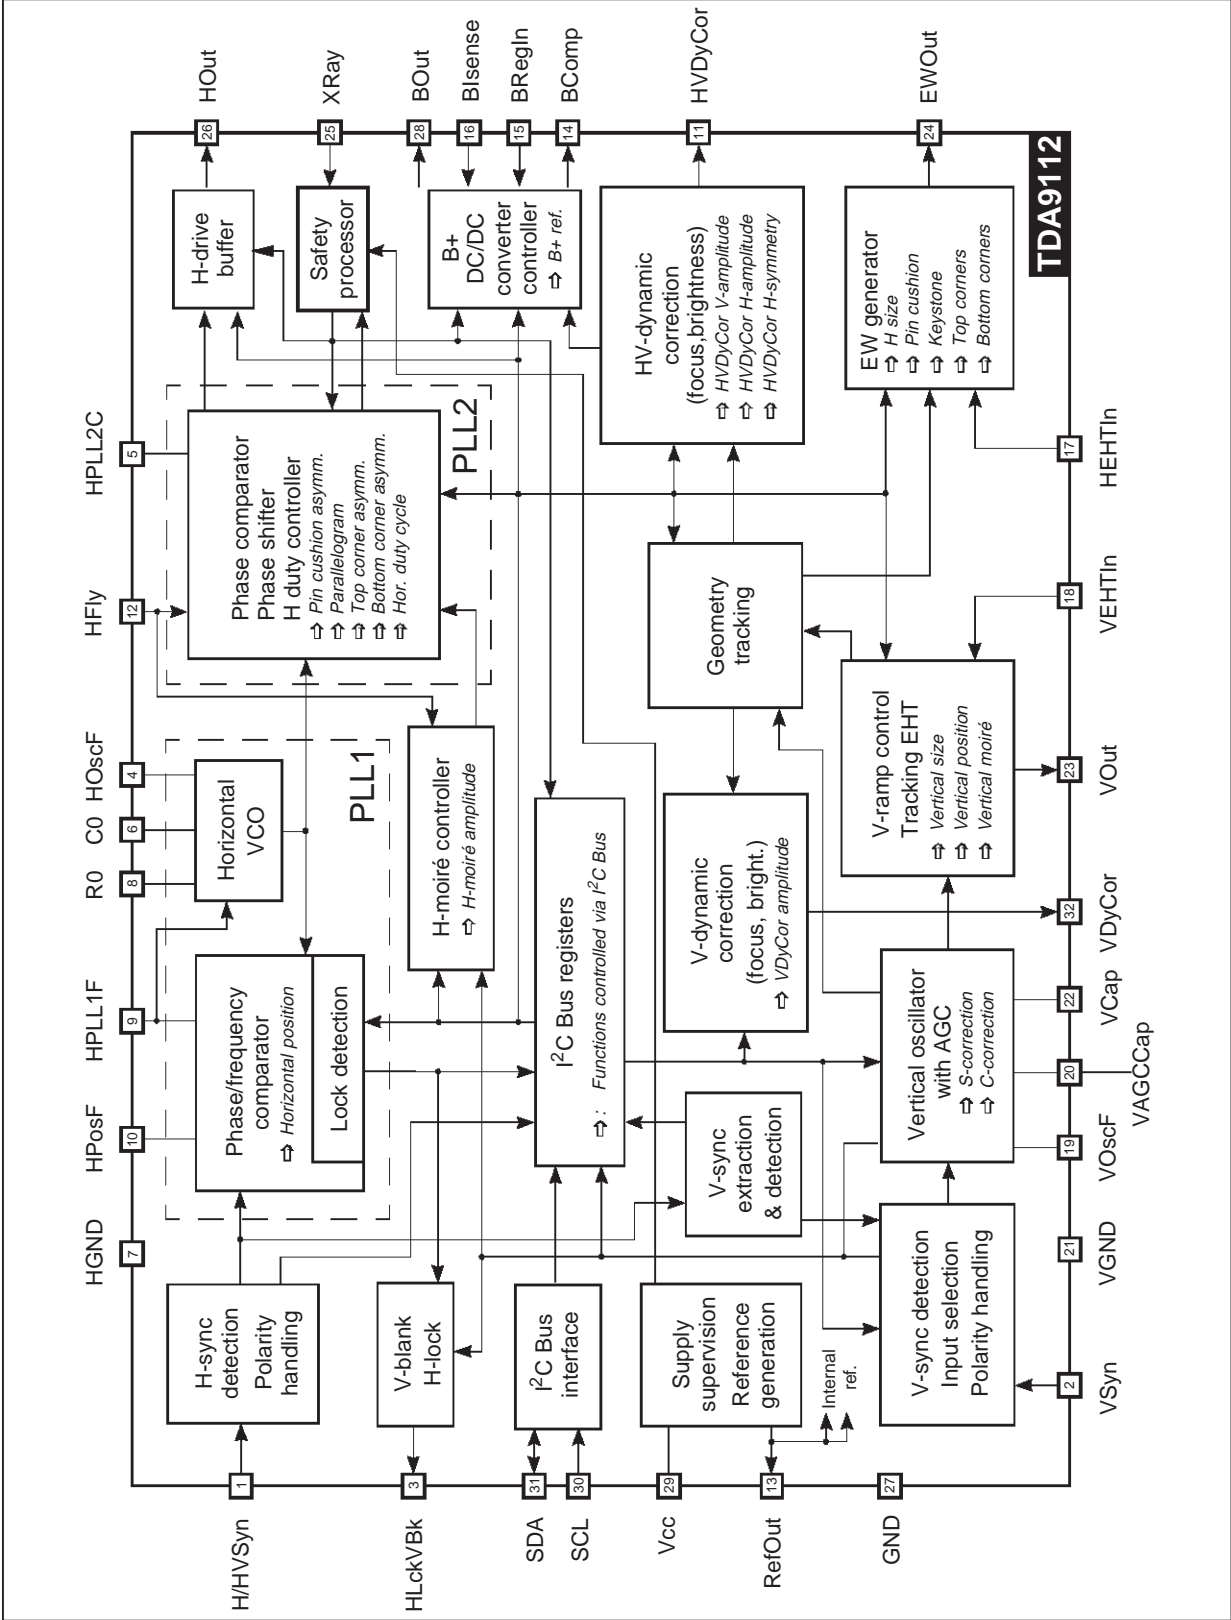 HGND
HPosF
HPLL1F
R0
C0
HOscF
HFly
HPLL2C
7
10
9
8
6
4
12
5
H/HVSyn
1
H-sync
detection
Polarity
handling
Phase/frequency
comparator
⇨ Horizontal position
Lock detection
Horizontal
VCO
PLL1
Phase comparator
Phase shifter
H duty controller
⇨ Pin cushion asymm.
⇨ Parallelogram
⇨ Top corner asymm.
⇨ Bottom corner asymm.
⇨ Hor. duty cycle
PLL2
H-drive
buffer
26
HOut
Safety
processor
25
XRay
HLckVBk
3
V-blank
H-lock
H-moiré controller
⇨ H-moiré amplitude
B+
DC/DC
converter
controller
⇨ B+ ref.
28
BOut
16
BIsense
15
BRegIn
14
BComp
SDA
31
SCL
30
I²C Bus
interface
I²C Bus registers
⇨ : Functions controlled via I²C Bus
Vcc
29
RefOut
13
Supply
supervision
Reference
generation
Internal
ref.
V-sync
extraction
& detection
V-dynamic
correction
(focus, bright.)
⇨ VDyCor amplitude
Geometry
tracking
HV-dynamic
correction
(focus,brightness)
⇨ HVDyCor V-amplitude
⇨ HVDyCor H-amplitude
⇨ HVDyCor H-symmetry
11
HVDyCor
GND
27
V-sync detection
Input selection
Polarity handling
Vertical oscillator
with AGC
⇨ S-correction
⇨ C-correction
V-ramp control
Tracking EHT
⇨ Vertical size
⇨ Vertical position
⇨ Vertical moiré
EW generator
⇨ H size
⇨ Pin cushion
⇨ Keystone
⇨ Top corners
⇨ Bottom corners
24
EWOut
TDA9112
2
21
19
20
22
32
23
18
17
VSyn
VGND
VOscF
VAGCCap
VCap
VDyCor
VOut
VEHTIn
HEHTIn